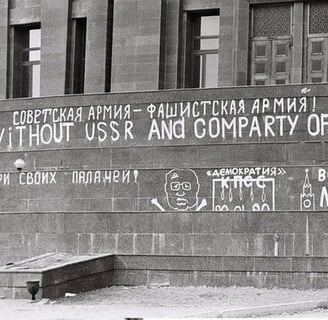 СОВЕТСКАЯ АРМИЯ - ФАШИСТСКАЯ АРМИЯ!
WITHOUT USSR AND COMPARTY OF
СВОИХ ПАЛАЧЕЙ!
«ДЕМОКРАТИЯ»
КПСС